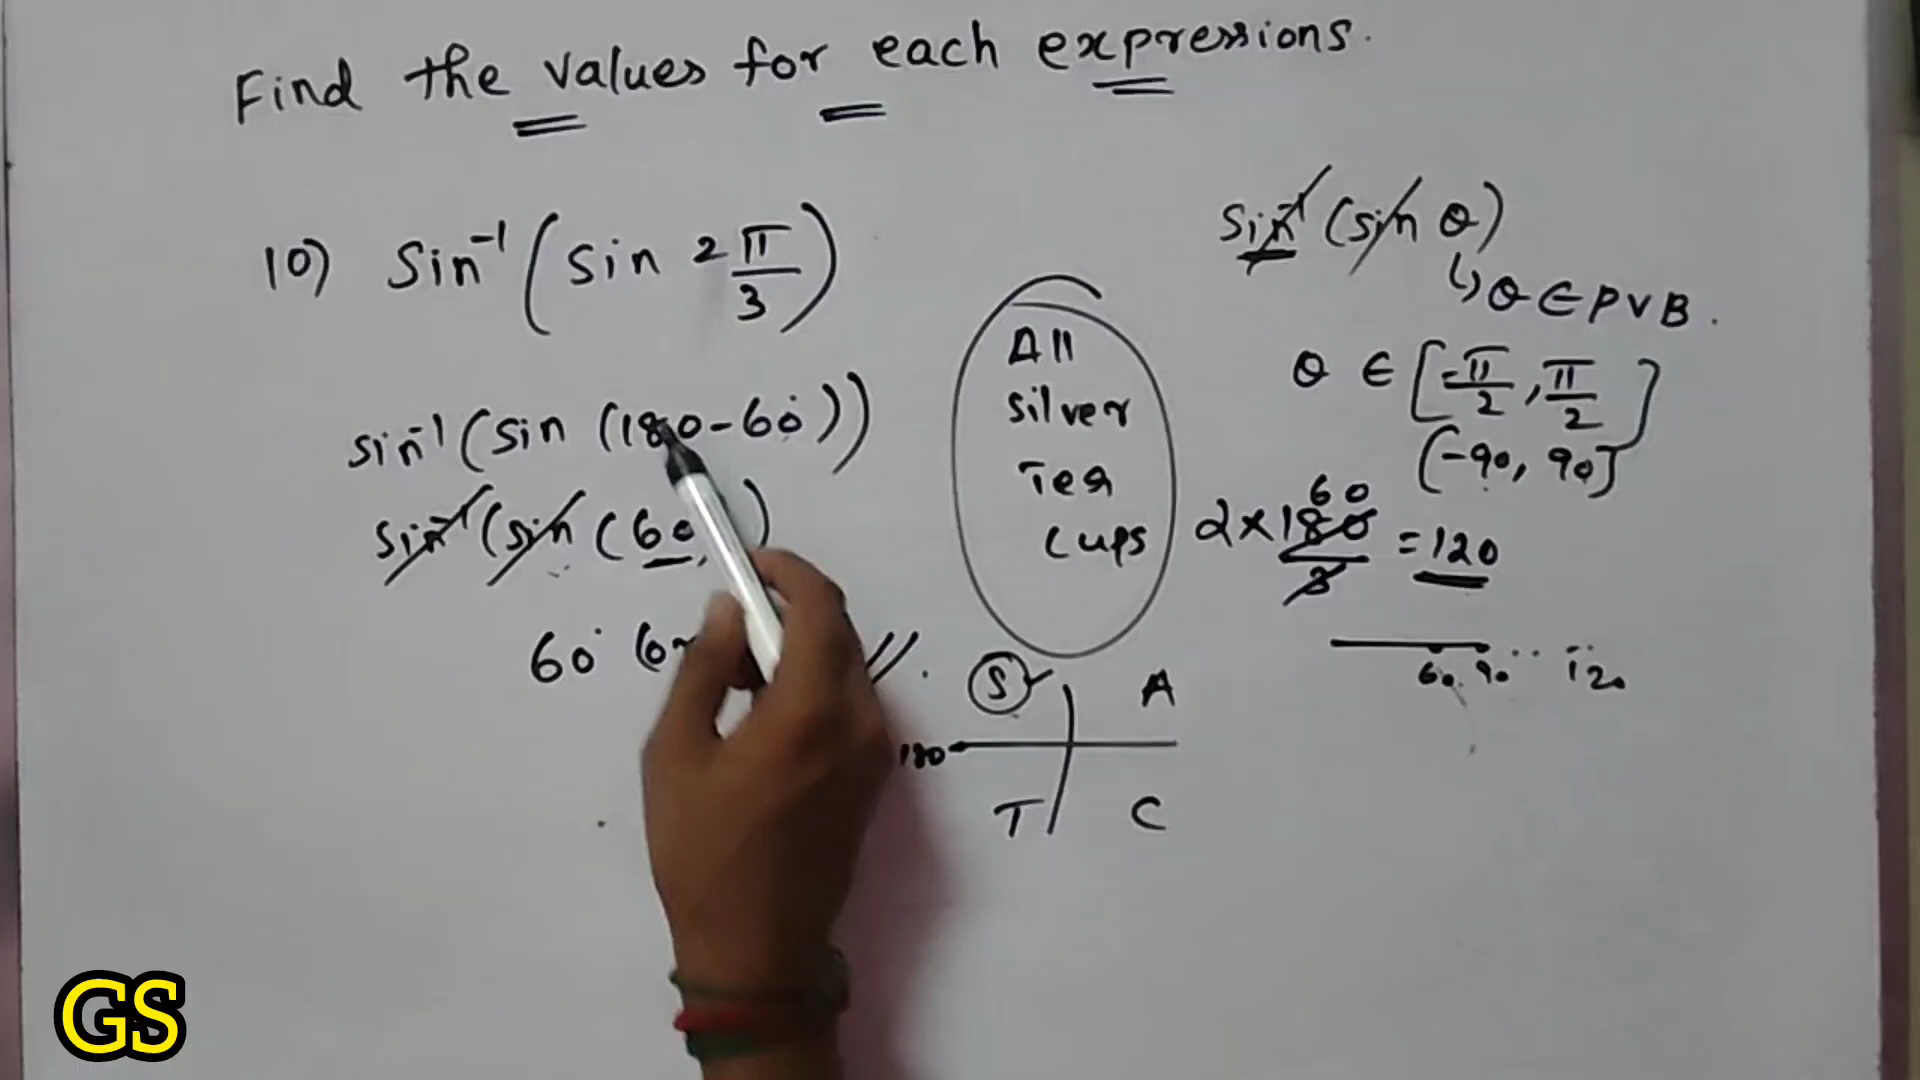 Find the values for each expressions.
10) Sin⁻¹(sin 2π/3)
sin⁻¹(sin (180-60°))
sin⁻¹(sin (60
60° (or
All
silver
Tea
cups
S
A
180
T
C
sin⁻¹(sin θ)
↳ θ ∈ PVB.
θ ∈ [-π/2, π/2]
(-90, 90]
60
2×180/3 = 120
60. 90 .. 120
GS